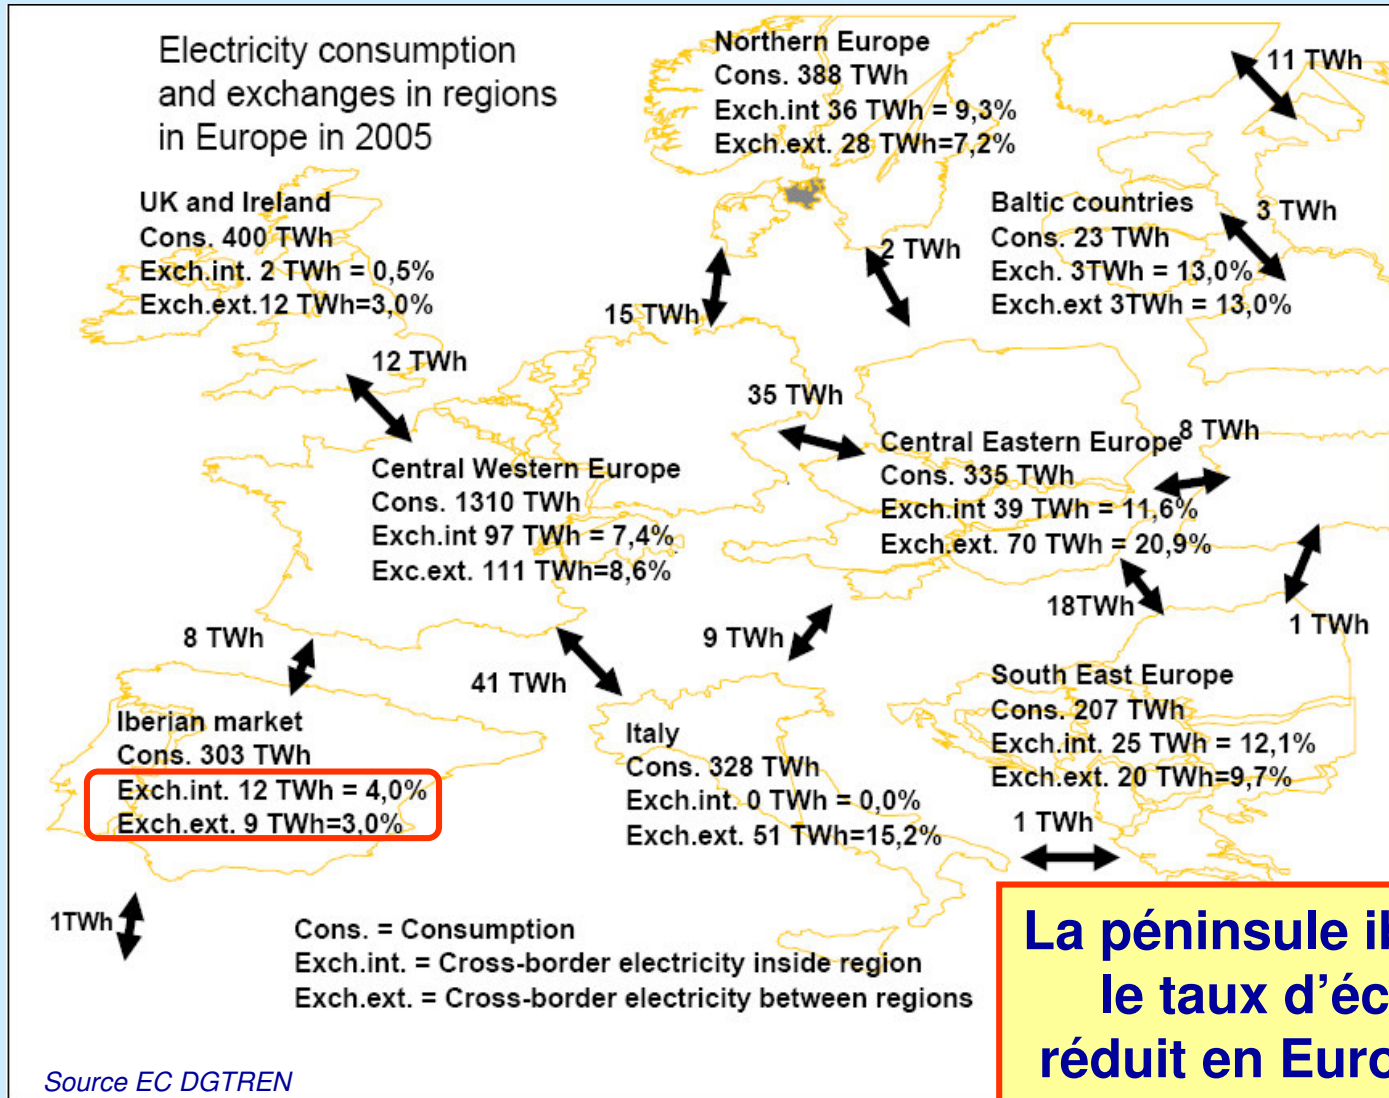 Electricity consumption
and exchanges in regions
in Europe in 2005
Northern Europe
Cons. 388 TWh
Exch.int 36 TWh = 9,3%
Exch.ext. 28 TWh=7,2%
11 TWh
UK and Ireland
Cons. 400 TWh
Exch.int. 2 TWh = 0,5%
Exch.ext.12 TWh=3,0%
Baltic countries
Cons. 23 TWh
Exch. 3TWh = 13,0%
Exch.ext 3TWh = 13,0%
3 TWh
2 TWh
15 TWh
12 TWh
35 TWh
Central Western Europe
Cons. 1310 TWh
Exch.int 97 TWh = 7,4%
Exc.ext. 111 TWh=8,6%
Central Eastern Europe
Cons. 335 TWh
Exch.int 39 TWh = 11,6%
Exch.ext. 70 TWh = 20,9%
8 TWh
18TWh
1 TWh
8 TWh
41 TWh
9 TWh
Iberian market
Cons. 303 TWh
Exch.int. 12 TWh = 4,0%
Exch.ext. 9 TWh=3,0%
Italy
Cons. 328 TWh
Exch.int. 0 TWh = 0,0%
Exch.ext. 51 TWh=15,2%
South East Europe
Cons. 207 TWh
Exch.int. 25 TWh = 12,1%
Exch.ext. 20 TWh=9,7%
1 TWh
1TWh
Cons. = Consumption
Exch.int. = Cross-border electricity inside region
Exch.ext. = Cross-border electricity between regions
La péninsule
le taux
réduit en
Source EC DGTREN